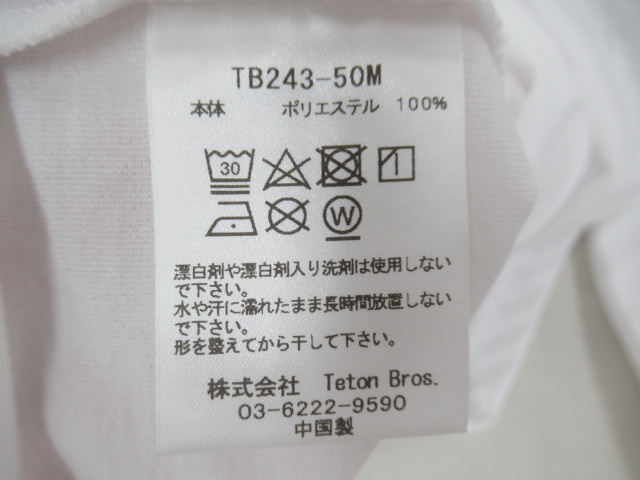 TB243-50M
本体 ポリエステル 100%
30
W
漂白剤や漂白剤入り洗剤は使用しない
で下さい。
水や汗に濡れたまま長時間放置しない
で下さい。
形を整えてから干して下さい。
株式会社 Teton Bros.
03-6222-9590
中国製